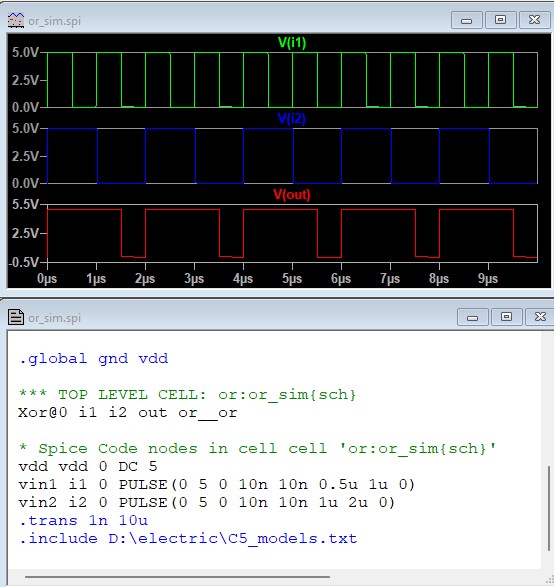 or_sim.spi
V(i1)
5.0V
2.5V
0.0V
V(i2)
5.0V
2.5V
0.0V
V(out)
5.5V
2.5V
-0.5V
0µs 1µs 2µs 3µs 4µs 5µs 6µs 7µs 8µs 9µs
or_sim.spi
.global gnd vdd
*** TOP LEVEL CELL: or:or_sim{sch}
Xor@0 i1 i2 out or__or
* Spice Code nodes in cell cell 'or:or_sim{sch}'
vdd vdd 0 DC 5
vin1 i1 0 PULSE(0 5 0 10n 10n 0.5u 1u 0)
vin2 i2 0 PULSE(0 5 0 10n 10n 1u 2u 0)
.trans 1n 10u
.include D:\electric\C5_models.txt